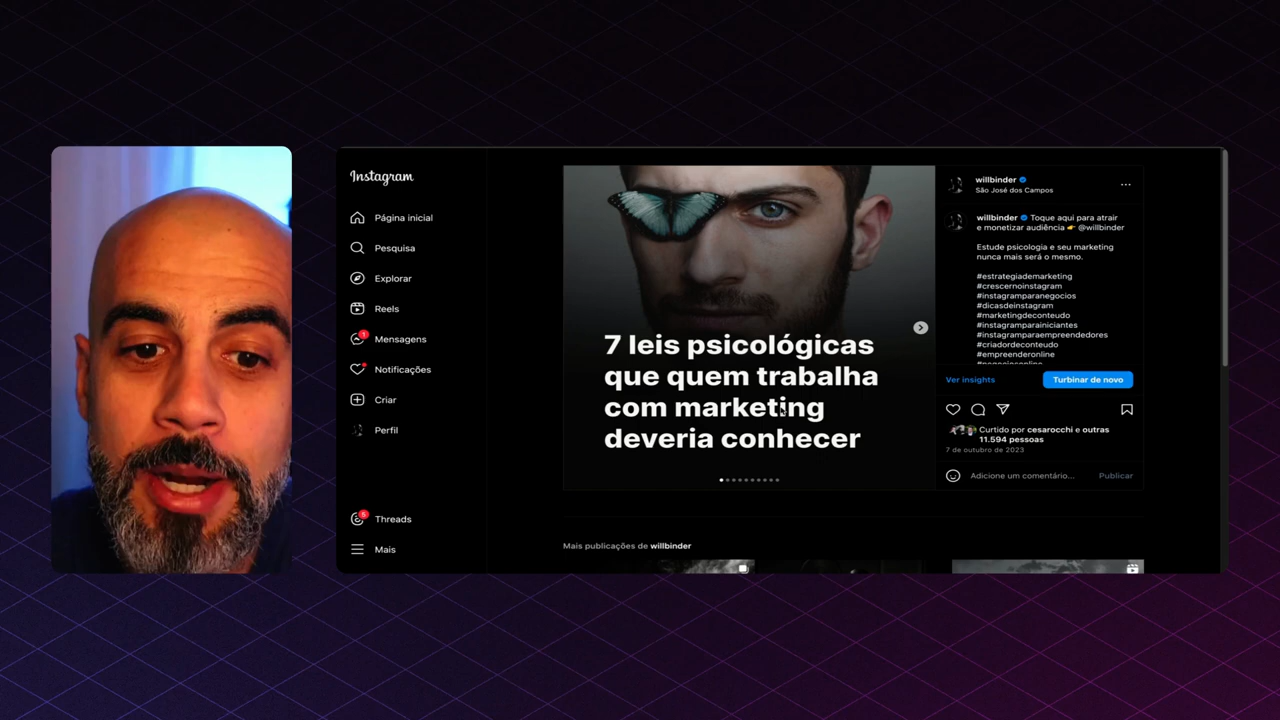 Instagram
Página inicial
Pesquisa
Explorar
Reels
1
Mensagens
Notificações
Criar
Perfil
5
Threads
Mais
7 leis psicológicas
que quem trabalha
com marketing
deveria conhecer
willbinder
São José dos Campos
willbinder Toque aqui para atrair
e monetizar audiência 👉 @willbinder
Estude psicologia e seu marketing
nunca mais será o mesmo.
#estrategiademarketing
#crescernoinstagram
#instagramparanegocios
#dicasdeinstagram
#marketingdeconteudo
#instagramparainiciantes
#instagramparaempreendedores
#criadordeconteudo
#empreenderonline
#negociosonline
Ver insights
Turbinar de novo
Curtido por cesarocchi e outras
11.594 pessoas
7 de outubro de 2023
Adicione um comentário...
Publicar
Mais publicações de willbinder